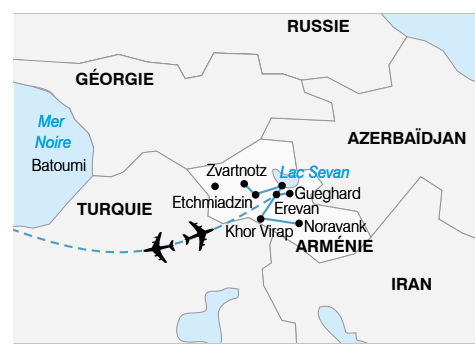 RUSSIE
GÉORGIE
Mer
Noire
AZERBAÏDJAN
Batoumi
Zvartnotz
Lac Sevan
Gueghard
Etchmiadzin
Erevan
TURQUIE
Khor Virap
Noravank
ARMÉNIE
IRAN